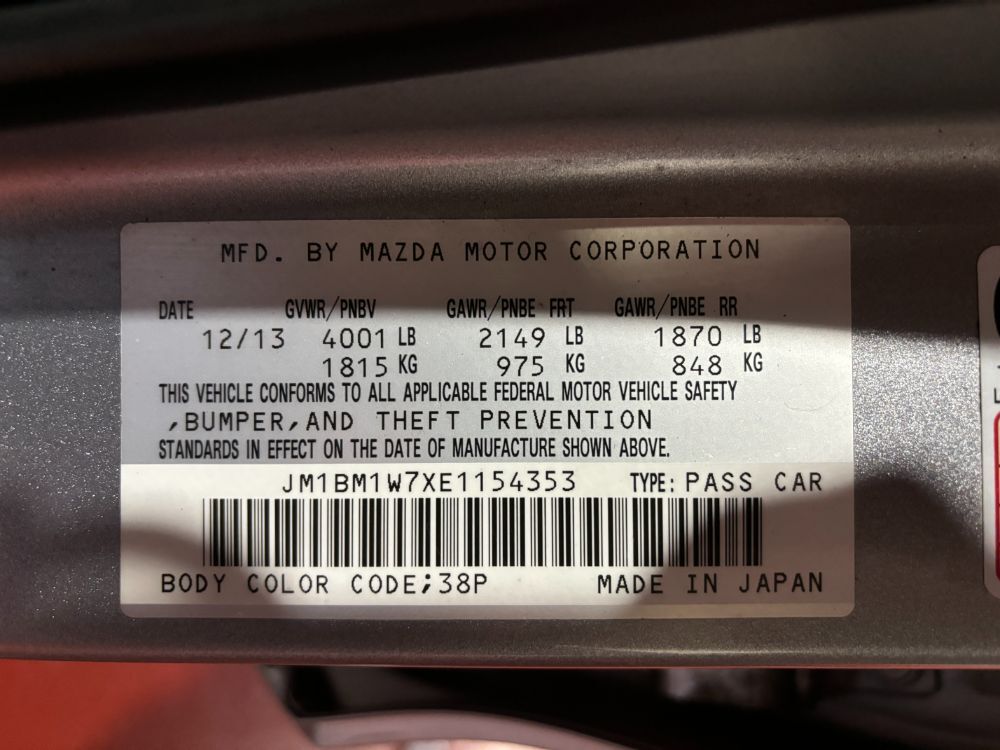 MFD. BY MAZDA MOTOR CORPORATION
DATE GVWR/PNBV GAWR/PNBE FRT GAWR/PNBE RR
12/13 4001 LB 2149 LB 1870 LB
1815 KG 975 KG 848 KG
THIS VEHICLE CONFORMS TO ALL APPLICABLE FEDERAL MOTOR VEHICLE SAFETY
,BUMPER,AND THEFT PREVENTION
STANDARDS IN EFFECT ON THE DATE OF MANUFACTURE SHOWN ABOVE.
JM1BM1W7XE1154353 TYPE: PASS CAR
BODY COLOR CODE;38P MADE IN JAPAN